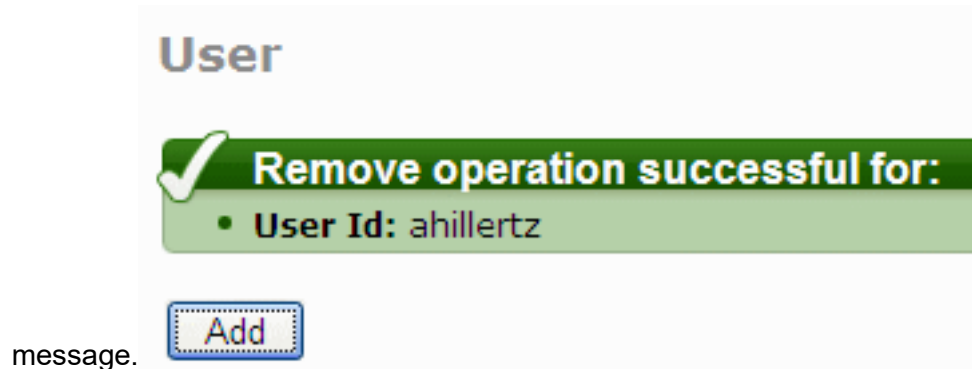 User
Remove operation successful for:
• User Id: ahillertz
Add
message.